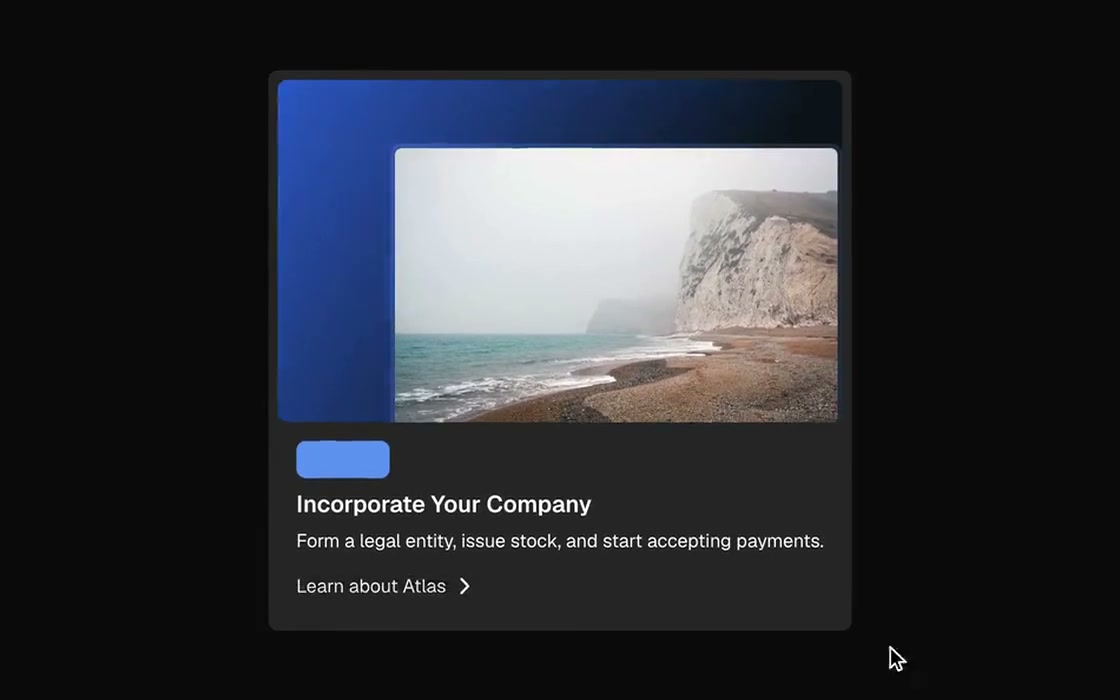 Incorporate Your Company
Form a legal entity, issue stock, and start accepting payments.
Learn about Atlas